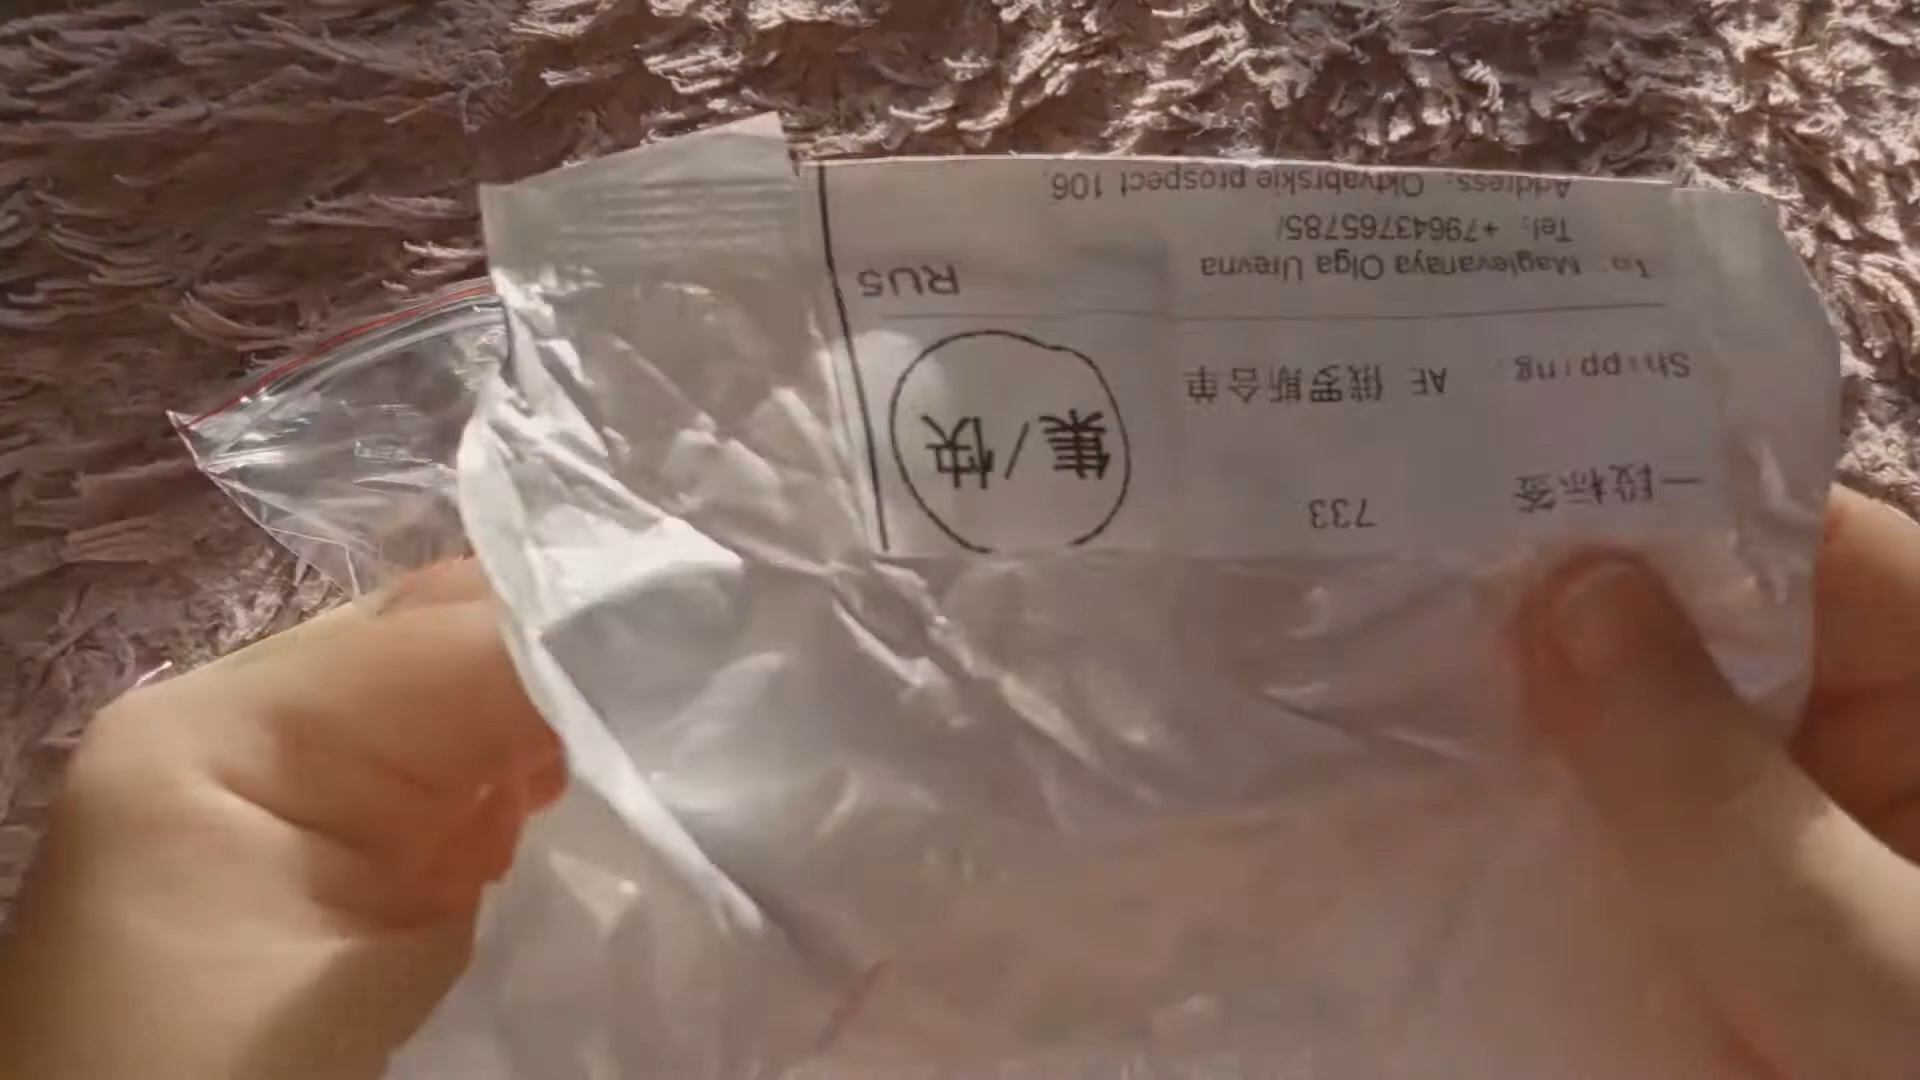 一段标签 733
集/快
Shipping: AE 俄罗斯合单
To: Maglevanaya Olga Urevna
RU5
Tel: +79643765785/
Address: Oktyabrskie prospect 106,